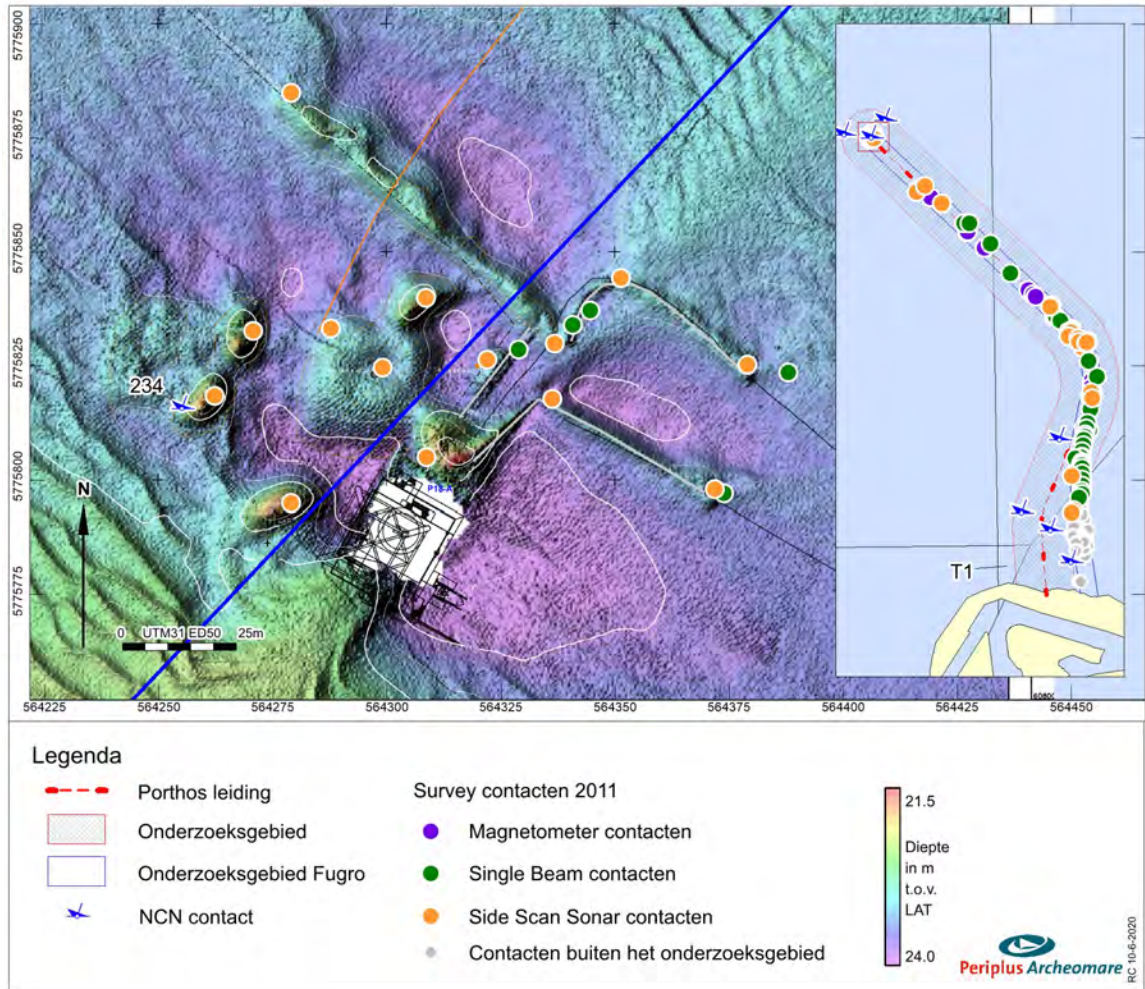 5775900
5775875
5775850
5775825
5775800
5775775
234
P18-A
N
0 UTM31 ED50 25m
T1
60800
564225
564250
564275
564300
564325
564350
564375
564400
564425
564450
Legenda
Porthos leiding
Onderzoeksgebied
Onderzoeksgebied Fugro
NCN contact
Survey contacten 2011
Magnetometer contacten
Single Beam contacten
Side Scan Sonar contacten
Contacten buiten het onderzoeksgebied
21.5
Diepte
in m
t.o.v.
LAT
24.0
Periplus Archeomare
RC 10-6-2020